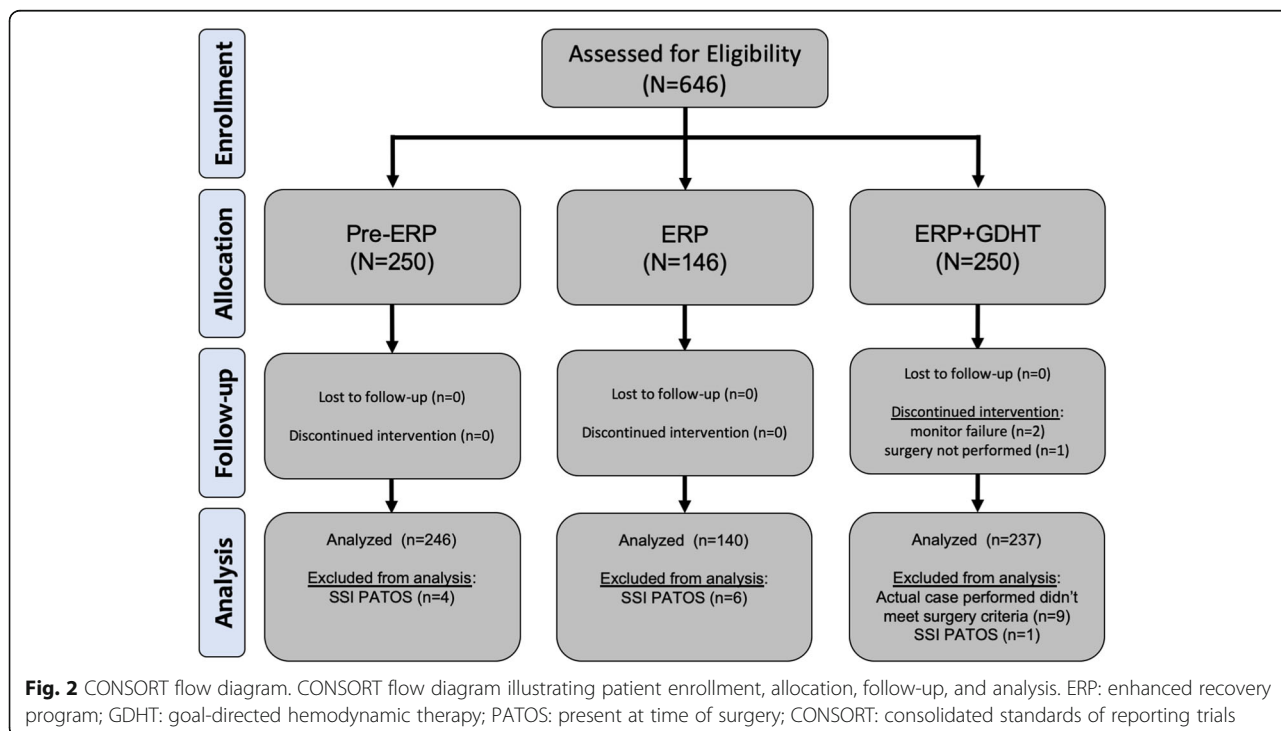 Enrollment
Assessed for Eligibility
(N=646)
Allocation
Pre-ERP
(N=250)
ERP
(N=146)
ERP+GDHT
(N=250)
Follow-up
Lost to follow-up (n=0)
Discontinued intervention (n=0)
Lost to follow-up (n=0)
Discontinued intervention (n=0)
Lost to follow-up (n=0)
Discontinued intervention:
monitor failure (n=2)
surgery not performed (n=1)
Analysis
Analyzed (n=246)
Excluded from analysis:
SSI PATOS (n=4)
Analyzed (n=140)
Excluded from analysis:
SSI PATOS (n=6)
Analyzed (n=237)
Excluded from analysis:
Actual case performed didn't
meet surgery criteria (n=9)
SSI PATOS (n=1)
Fig. 2 CONSORT flow diagram. CONSORT flow diagram illustrating patient enrollment, allocation, follow-up, and analysis. ERP: enhanced recovery
program; GDHT: goal-directed hemodynamic therapy; PATOS: present at time of surgery; CONSORT: consolidated standards of reporting trials